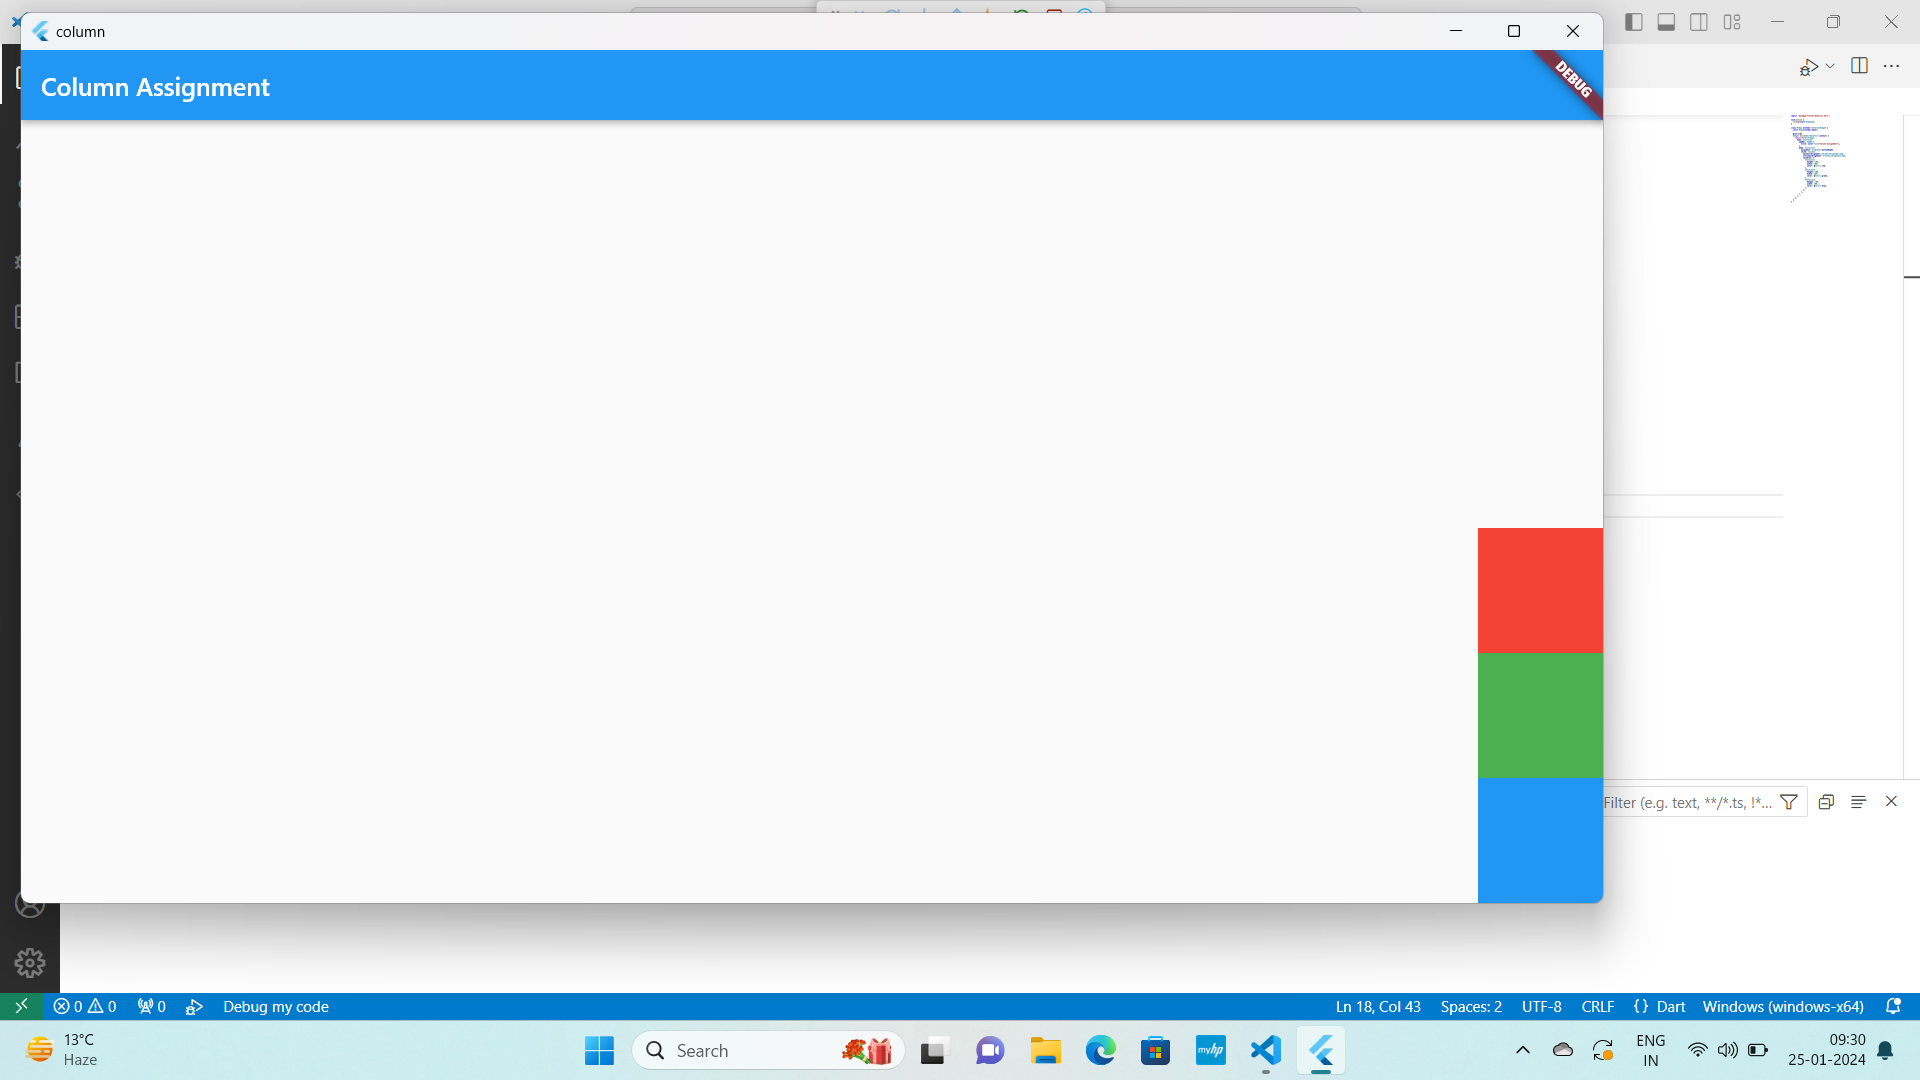 column
Column Assignment
DEBUG
Filter (e.g. text, **/*.ts, !*...
0 0 0 Debug my code
Ln 18, Col 43 Spaces: 2 UTF-8 CRLF {} Dart Windows (windows-x64)
13°C
Haze
Search
myhp
ENG
IN
09:30
25-01-2024